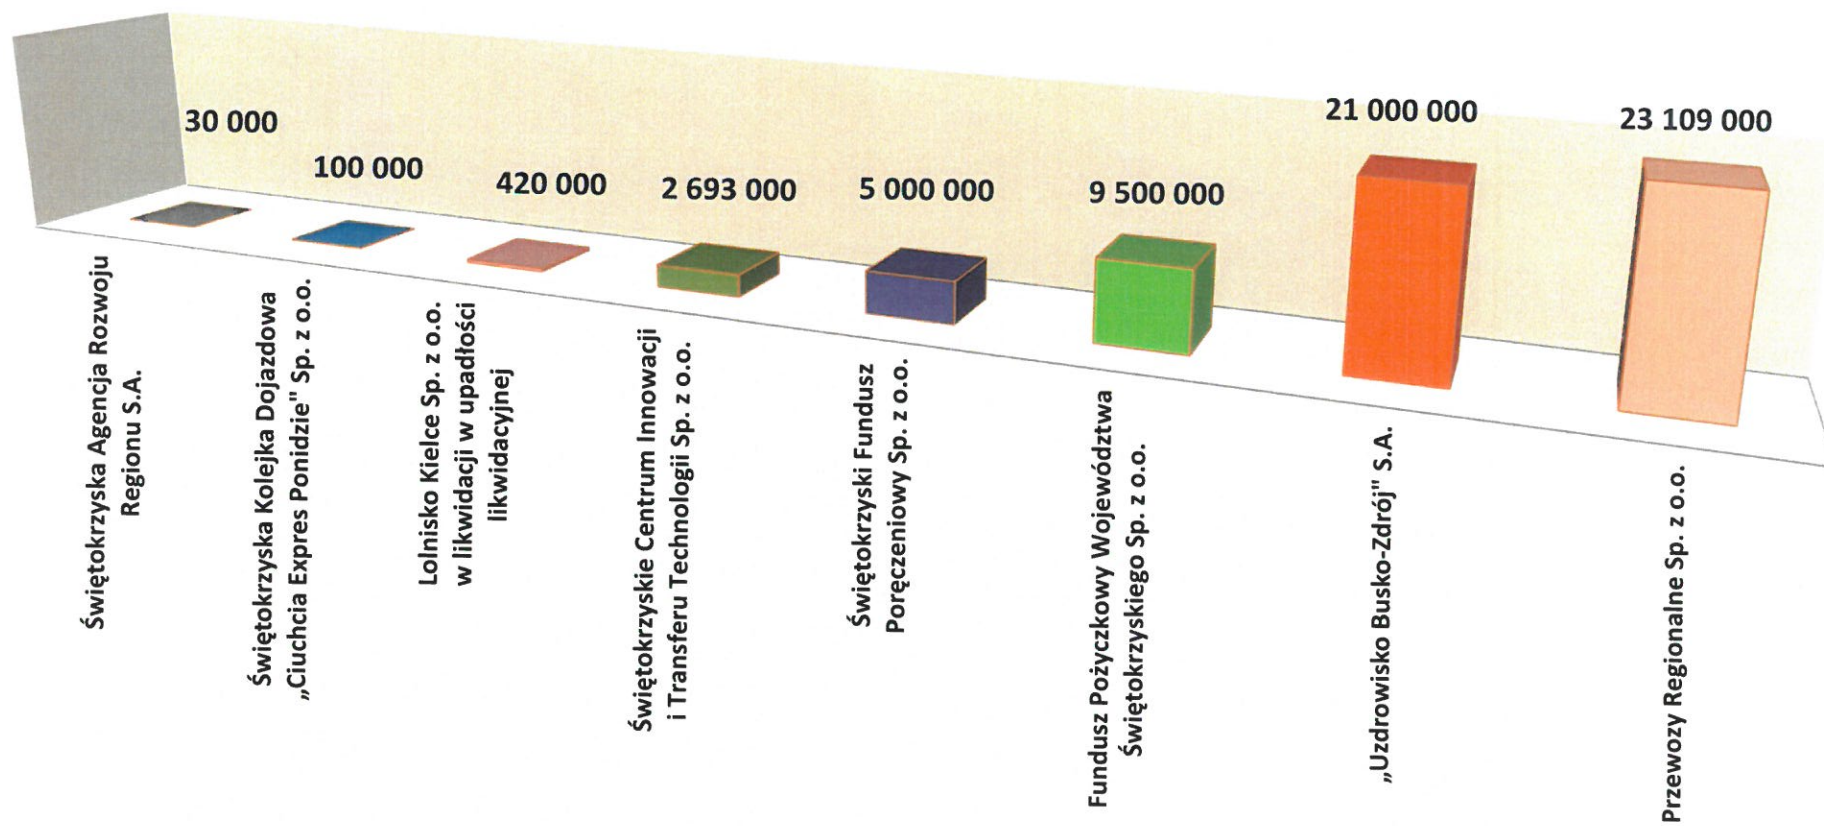 30 000
100 000
420 000
2 693 000
5 000 000
9 500 000
21 000 000
23 109 000
Świętokrzyska Agencja Rozwoju
Regionu S.A.
Świętokrzyska Kolejka Dojazdowa
„Ciuchcia Expres Ponidzie" Sp. z o.o.
Lolnisko Kielce Sp. z o.o.
w likwidacji w upadłości
likwidacyjnej
Świętokrzyskie Centrum Innowacji
i Transferu Technologii Sp. z o.o.
Świętokrzyski Fundusz
Poręczeniowy Sp. z o.o.
Fundusz Pożyczkowy Województwa
Świętokrzyskiego Sp. z o.o.
„Uzdrowisko Busko-Zdrój" S.A.
Przewozy Regionalne Sp. z o.o.